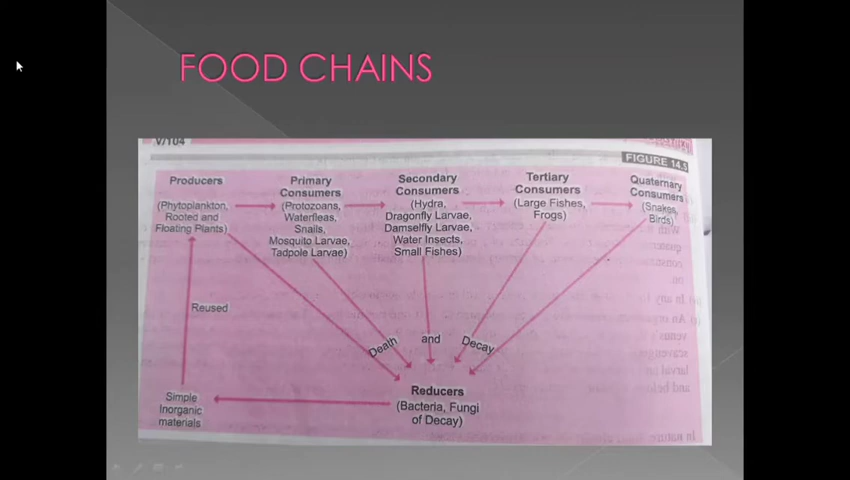 FOOD CHAINS
V/104
FIGURE 14.5
Producers
(Phytoplankton,
Rooted and
Floating Plants)
Primary
Consumers
(Protozoans,
Waterfleas,
Snails,
Mosquito Larvae,
Tadpole Larvae)
Secondary
Consumers
(Hydra,
Dragonfly Larvae,
Damselfly Larvae,
Water Insects,
Small Fishes)
Tertiary
Consumers
(Large Fishes,
Frogs)
Quaternary
Consumers
(Snakes,
Birds)
Reused
Death and Decay
Simple
Inorganic
materials
Reducers
(Bacteria, Fungi
of Decay)